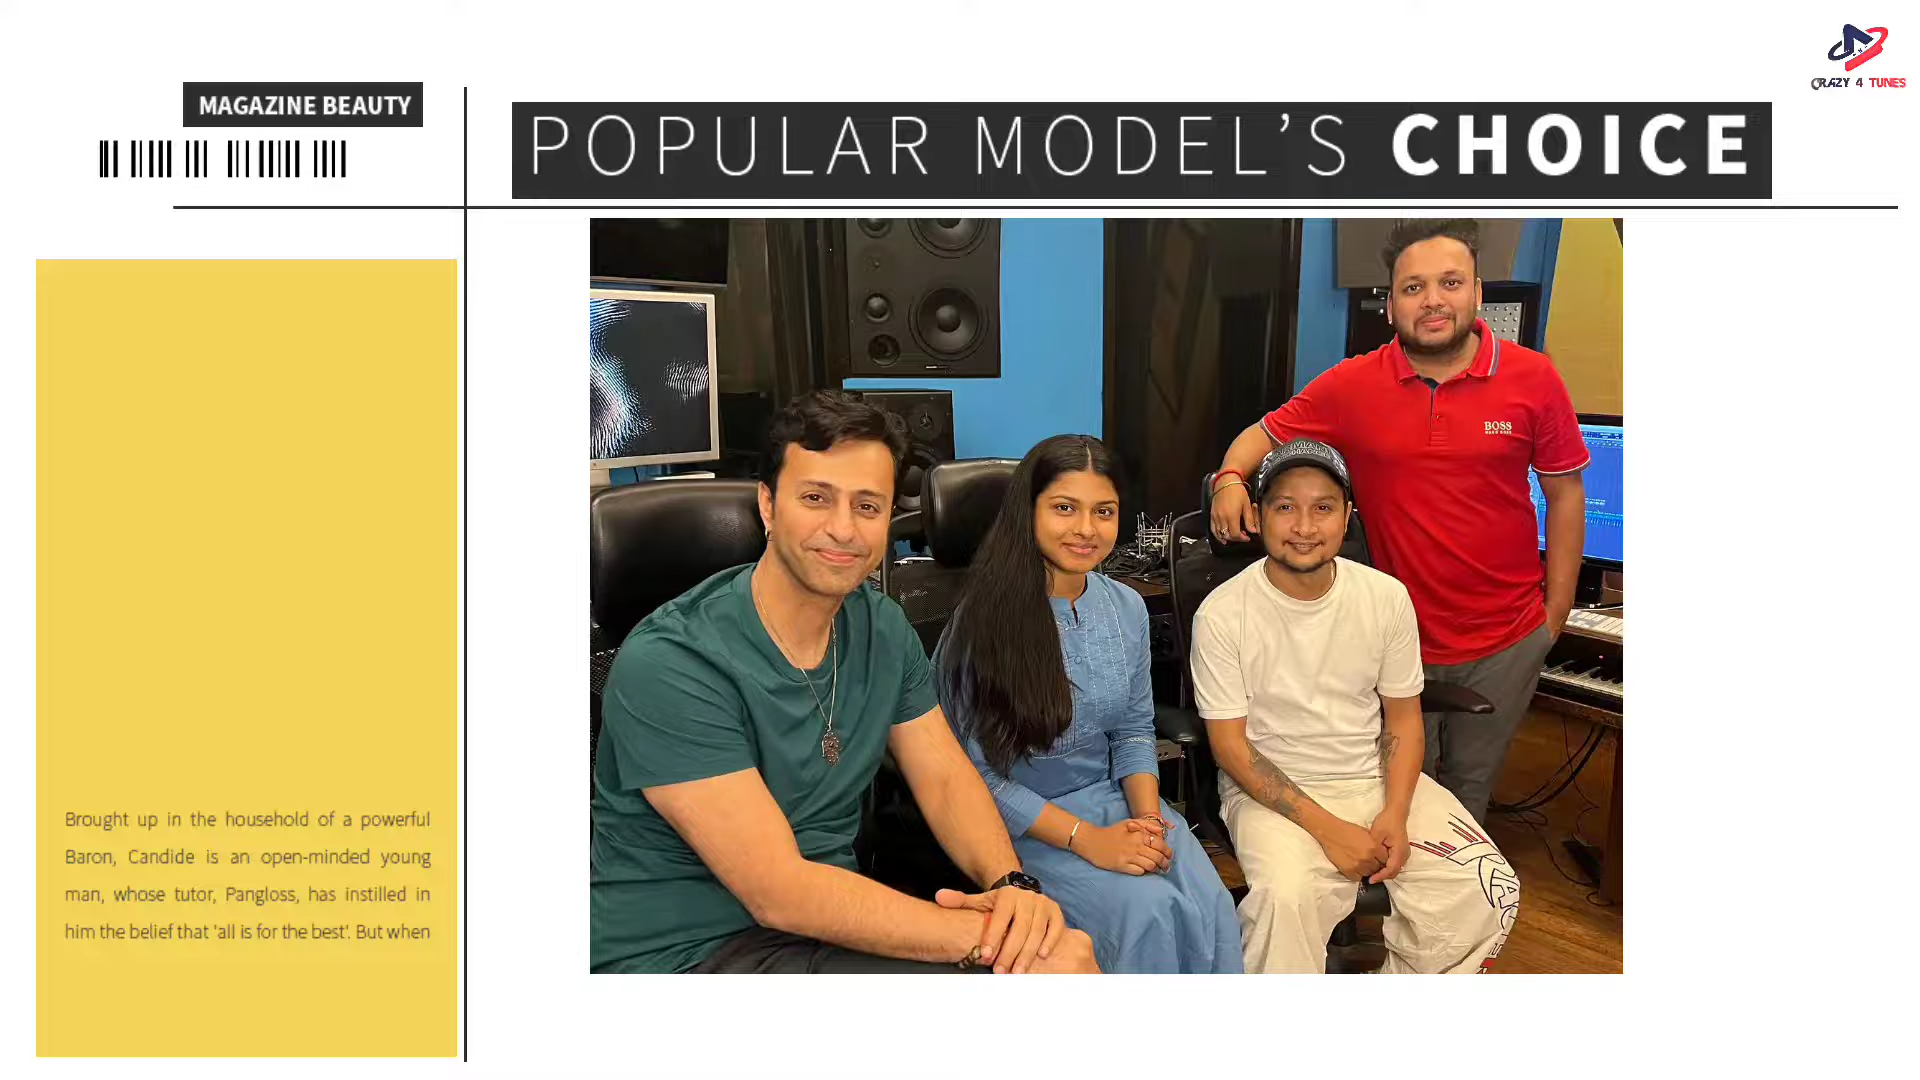 MAGAZINE BEAUTY
POPULAR MODEL’S CHOICE
CRAZY 4 TUNES
BOSS
Brought up in the household of a powerful
Baron, Candide is an open-minded young
man, whose tutor, Pangloss, has instilled in
him the belief that 'all is for the best'. But when